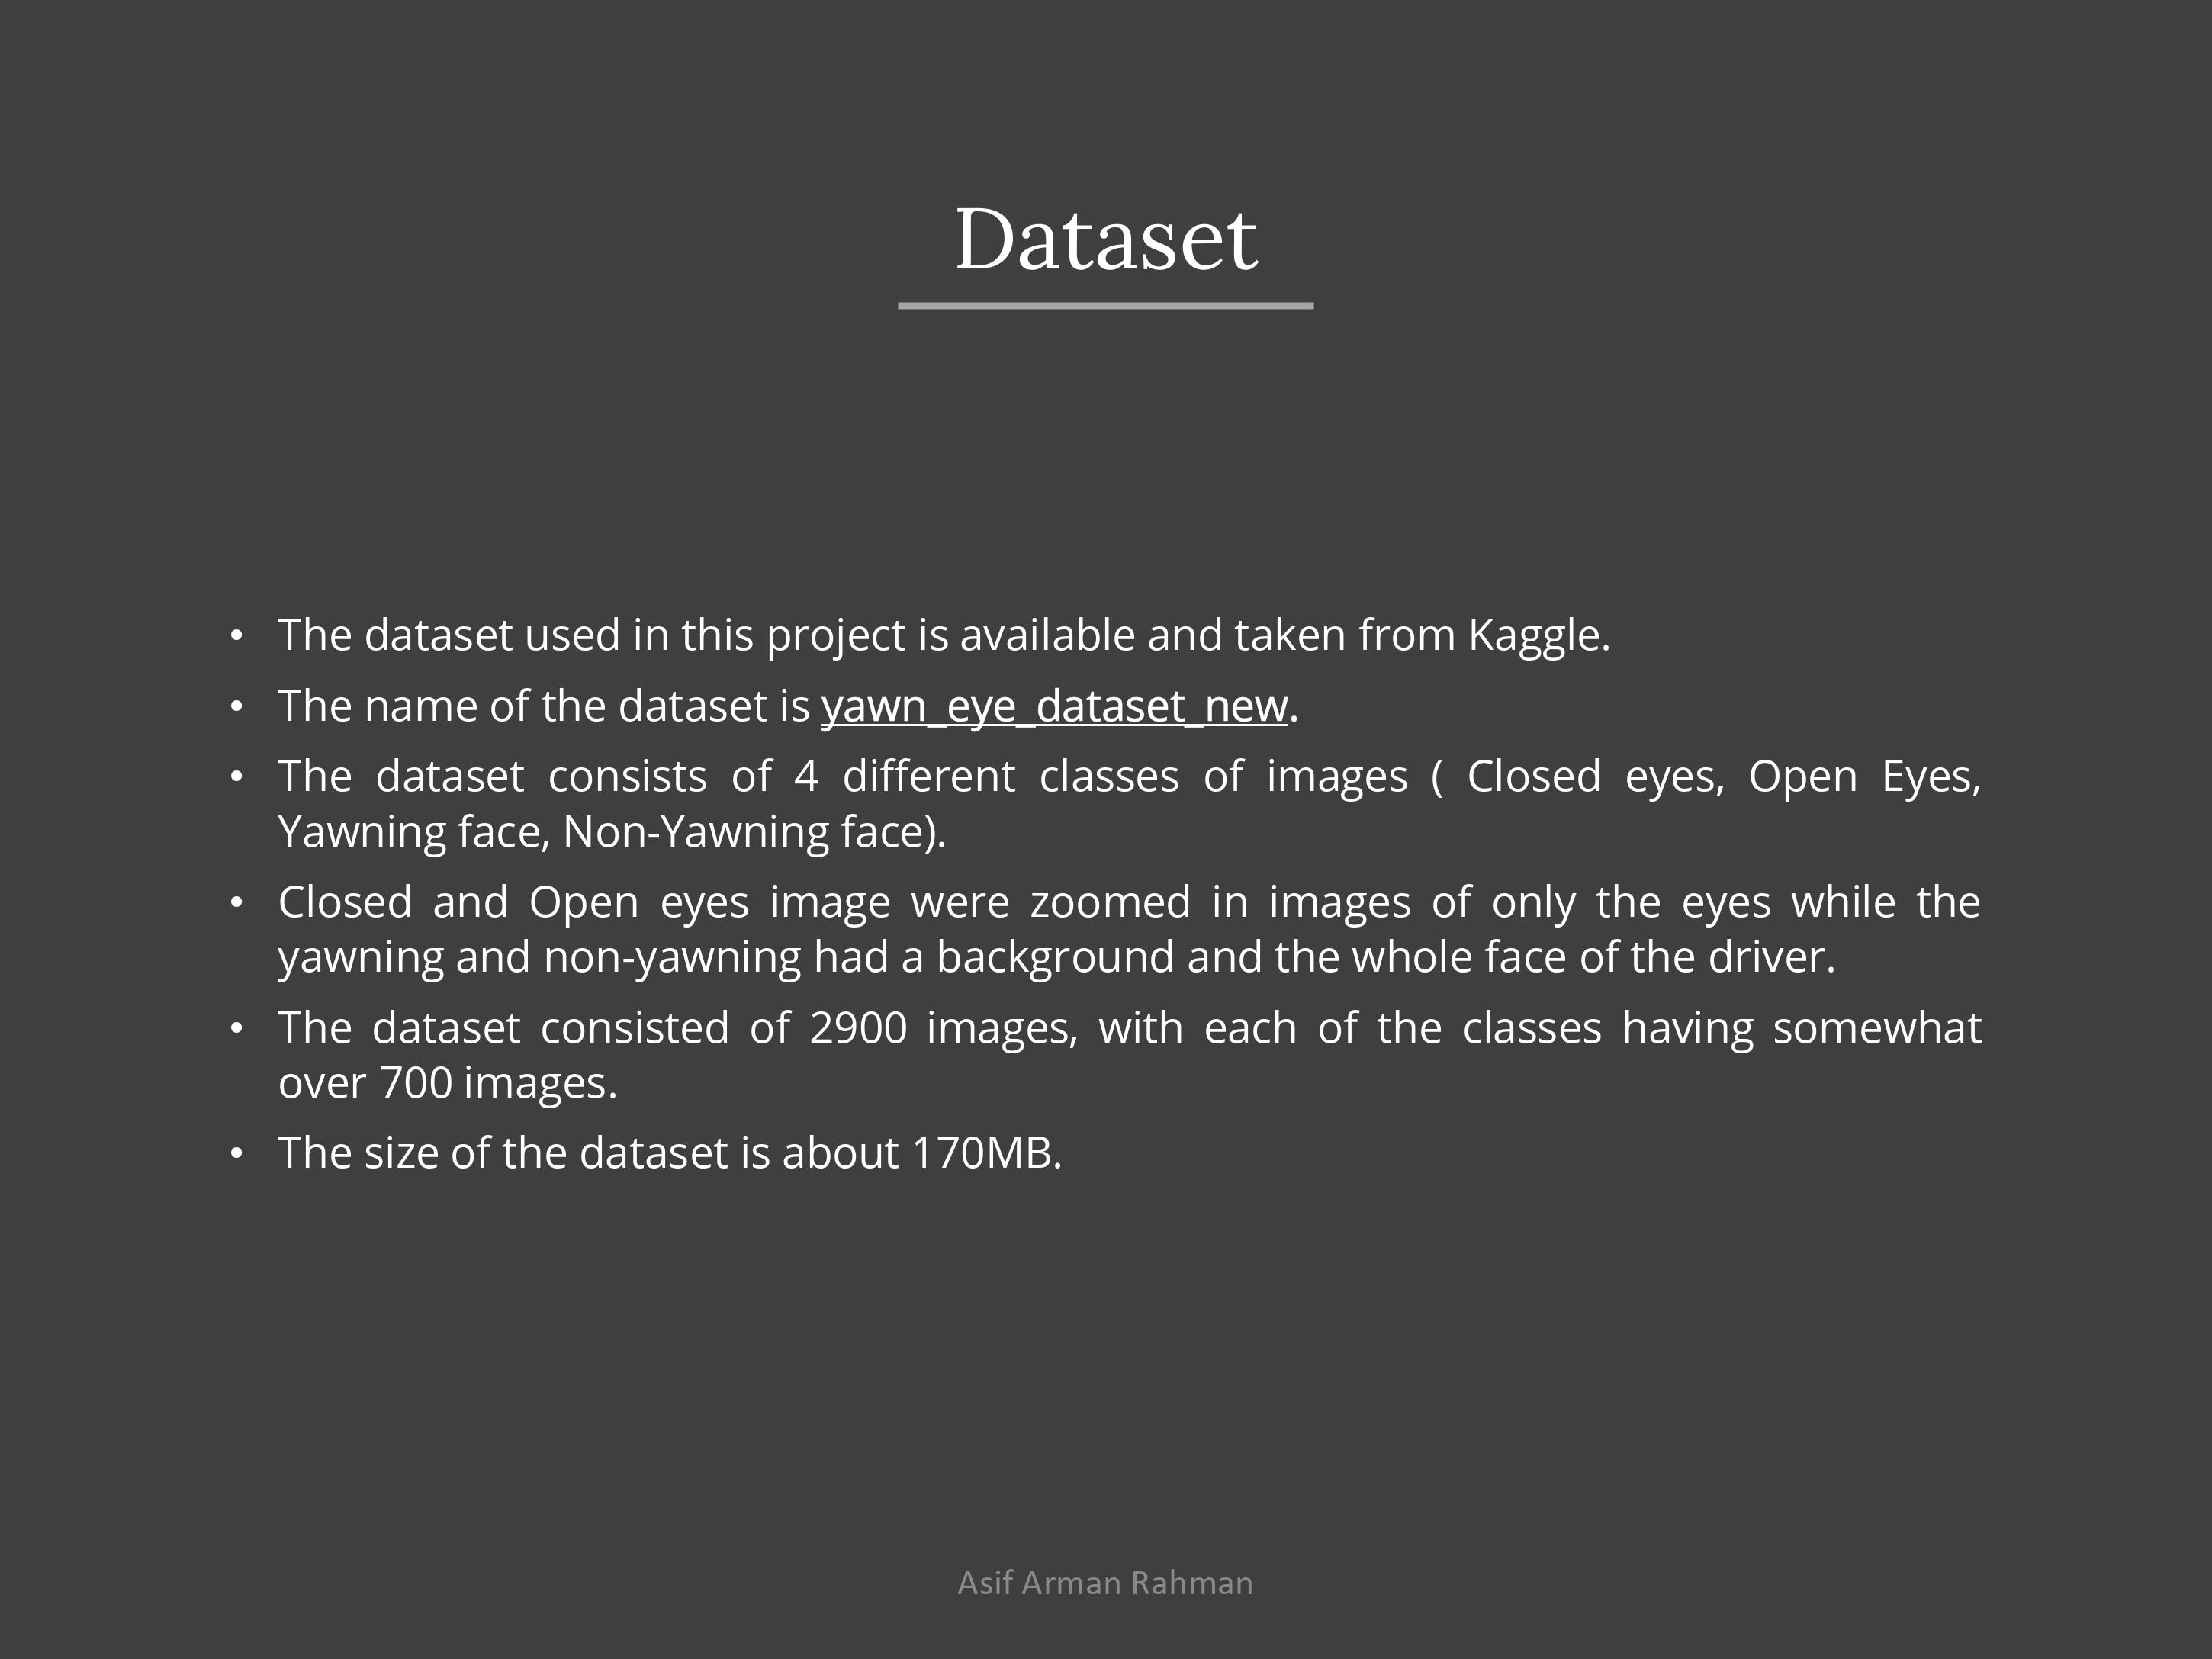 Dataset
• The dataset used in this project is available and taken from Kaggle.
• The name of the dataset is yawn_eye_dataset_new.
• The dataset consists of 4 different classes of images ( Closed eyes, Open Eyes,
Yawning face, Non-Yawning face).
• Closed and Open eyes image were zoomed in images of only the eyes while the
yawning and non-yawning had a background and the whole face of the driver.
• The dataset consisted of 2900 images, with each of the classes having somewhat
over 700 images.
• The size of the dataset is about 170MB.
Asif Arman Rahman